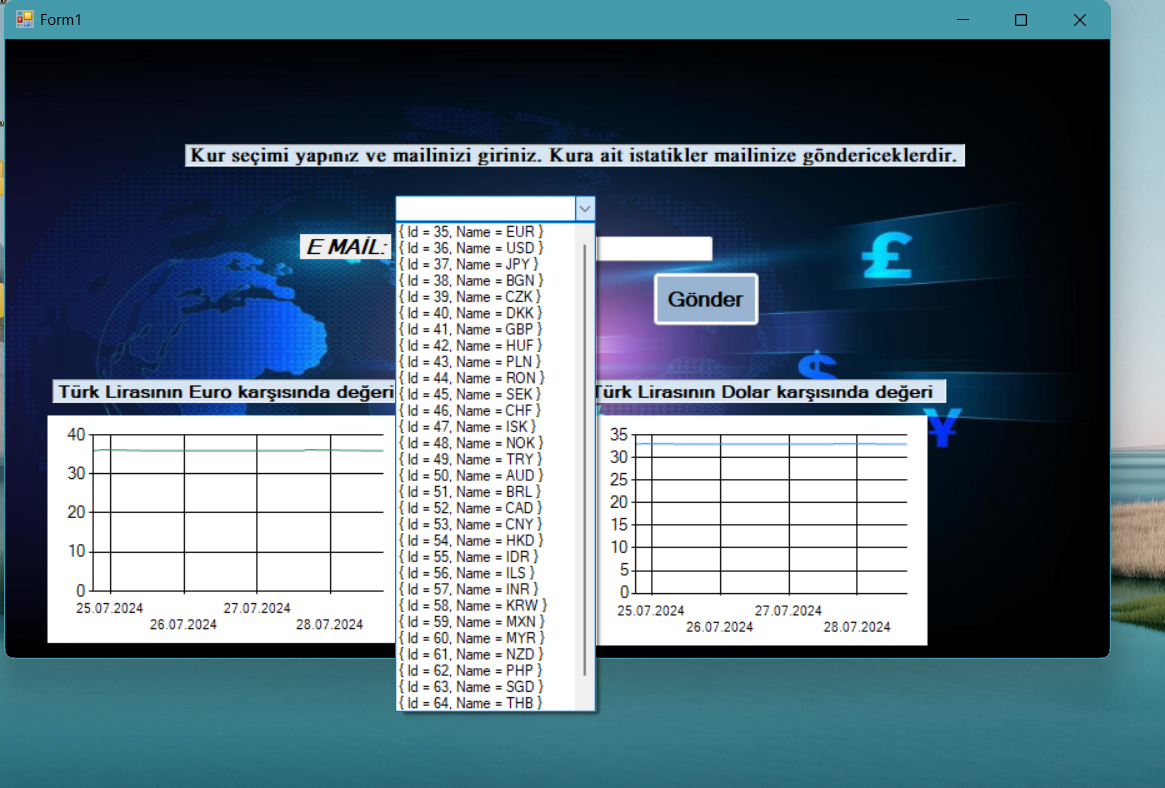 Form1
Kur seçimi yapınız ve mailinizi giriniz. Kura ait istatikler mailinize göndericeklerdir.
E MAİL:
{ Id = 35, Name = EUR }
{ Id = 36, Name = USD }
{ Id = 37, Name = JPY }
{ Id = 38, Name = BGN }
{ Id = 39, Name = CZK }
{ Id = 40, Name = DKK }
{ Id = 41, Name = GBP }
{ Id = 42, Name = HUF }
{ Id = 43, Name = PLN }
{ Id = 44, Name = RON }
{ Id = 45, Name = SEK }
{ Id = 46, Name = CHF }
{ Id = 47, Name = ISK }
{ Id = 48, Name = NOK }
{ Id = 49, Name = TRY }
{ Id = 50, Name = AUD }
{ Id = 51, Name = BRL }
{ Id = 52, Name = CAD }
{ Id = 53, Name = CNY }
{ Id = 54, Name = HKD }
{ Id = 55, Name = IDR }
{ Id = 56, Name = ILS }
{ Id = 57, Name = INR }
{ Id = 58, Name = KRW }
{ Id = 59, Name = MXN }
{ Id = 60, Name = MYR }
{ Id = 61, Name = NZD }
{ Id = 62, Name = PHP }
{ Id = 63, Name = SGD }
{ Id = 64, Name = THB }
Gönder
£
$
¥
Türk Lirasının Euro karşısında değeri
40
30
20
10
0
25.07.2024
26.07.2024
27.07.2024
28.07.2024
Türk Lirasının Dolar karşısında değeri
35
30
25
20
15
10
5
0
25.07.2024
26.07.2024
27.07.2024
28.07.2024